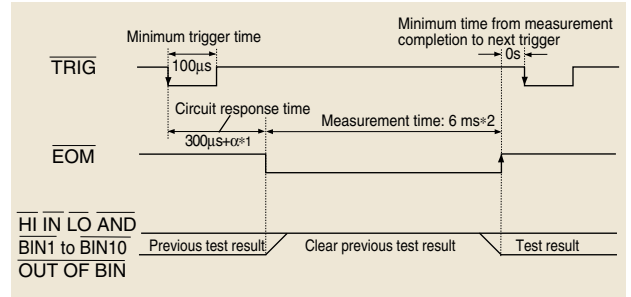 Minimum time from measurement
completion to next trigger
Minimum trigger time
0s
TRIG
100µs
Circuit response time
Measurement time: 6 ms*2
300µs+α*1
EOM
HI IN LO AND
BIN1 to BIN10
Previous test result
Clear previous test result
Test result
OUT OF BIN